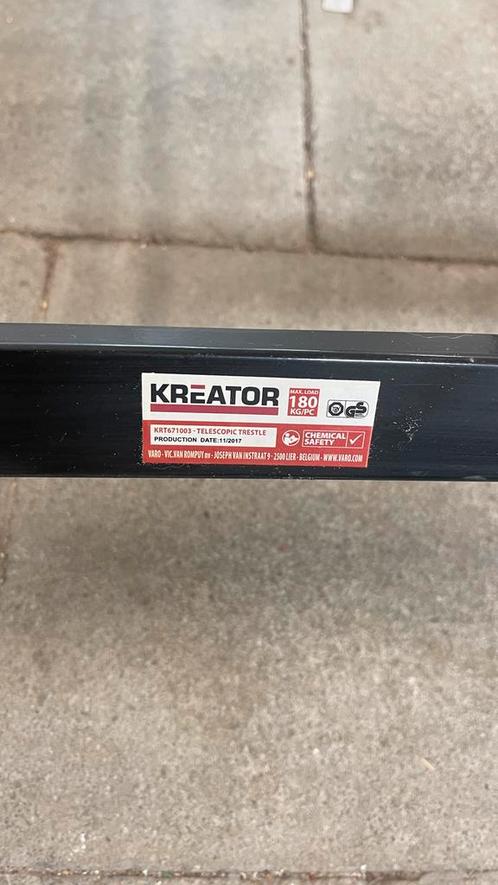 KREATOR
MAX. LOAD
180
KG/PC
GS
KRT671003 - TELESCOPIC TRESTLE
PRODUCTION DATE:11/2017
CHEMICAL
SAFETY
VARO - VIC.VAN ROMPUY nv - JOSEPH VAN INSTRAAT 9 - 2500 LIER - BELGIUM - WWW.VARO.COM